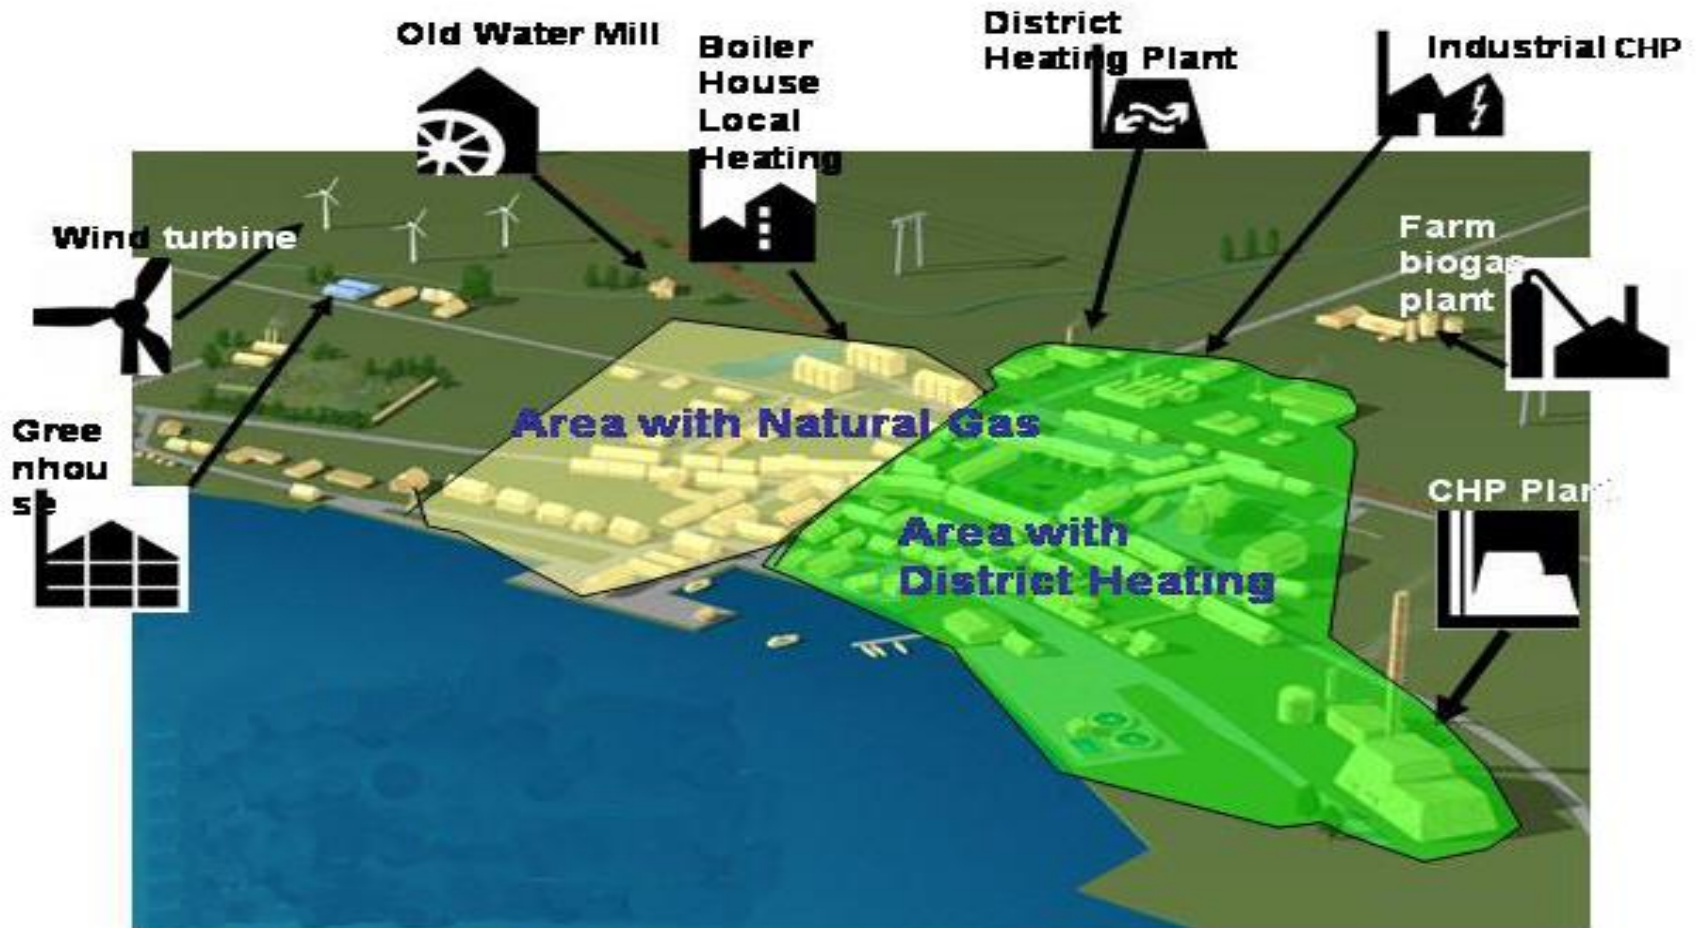 Old Water Mill
Boiler
House
Local
Heating
District
Heating Plant
Industrial CHP
Wind turbine
Farm
biogas
plant
Gree
nhou
se
Area with Natural Gas
CHP Plant
Area with
District Heating